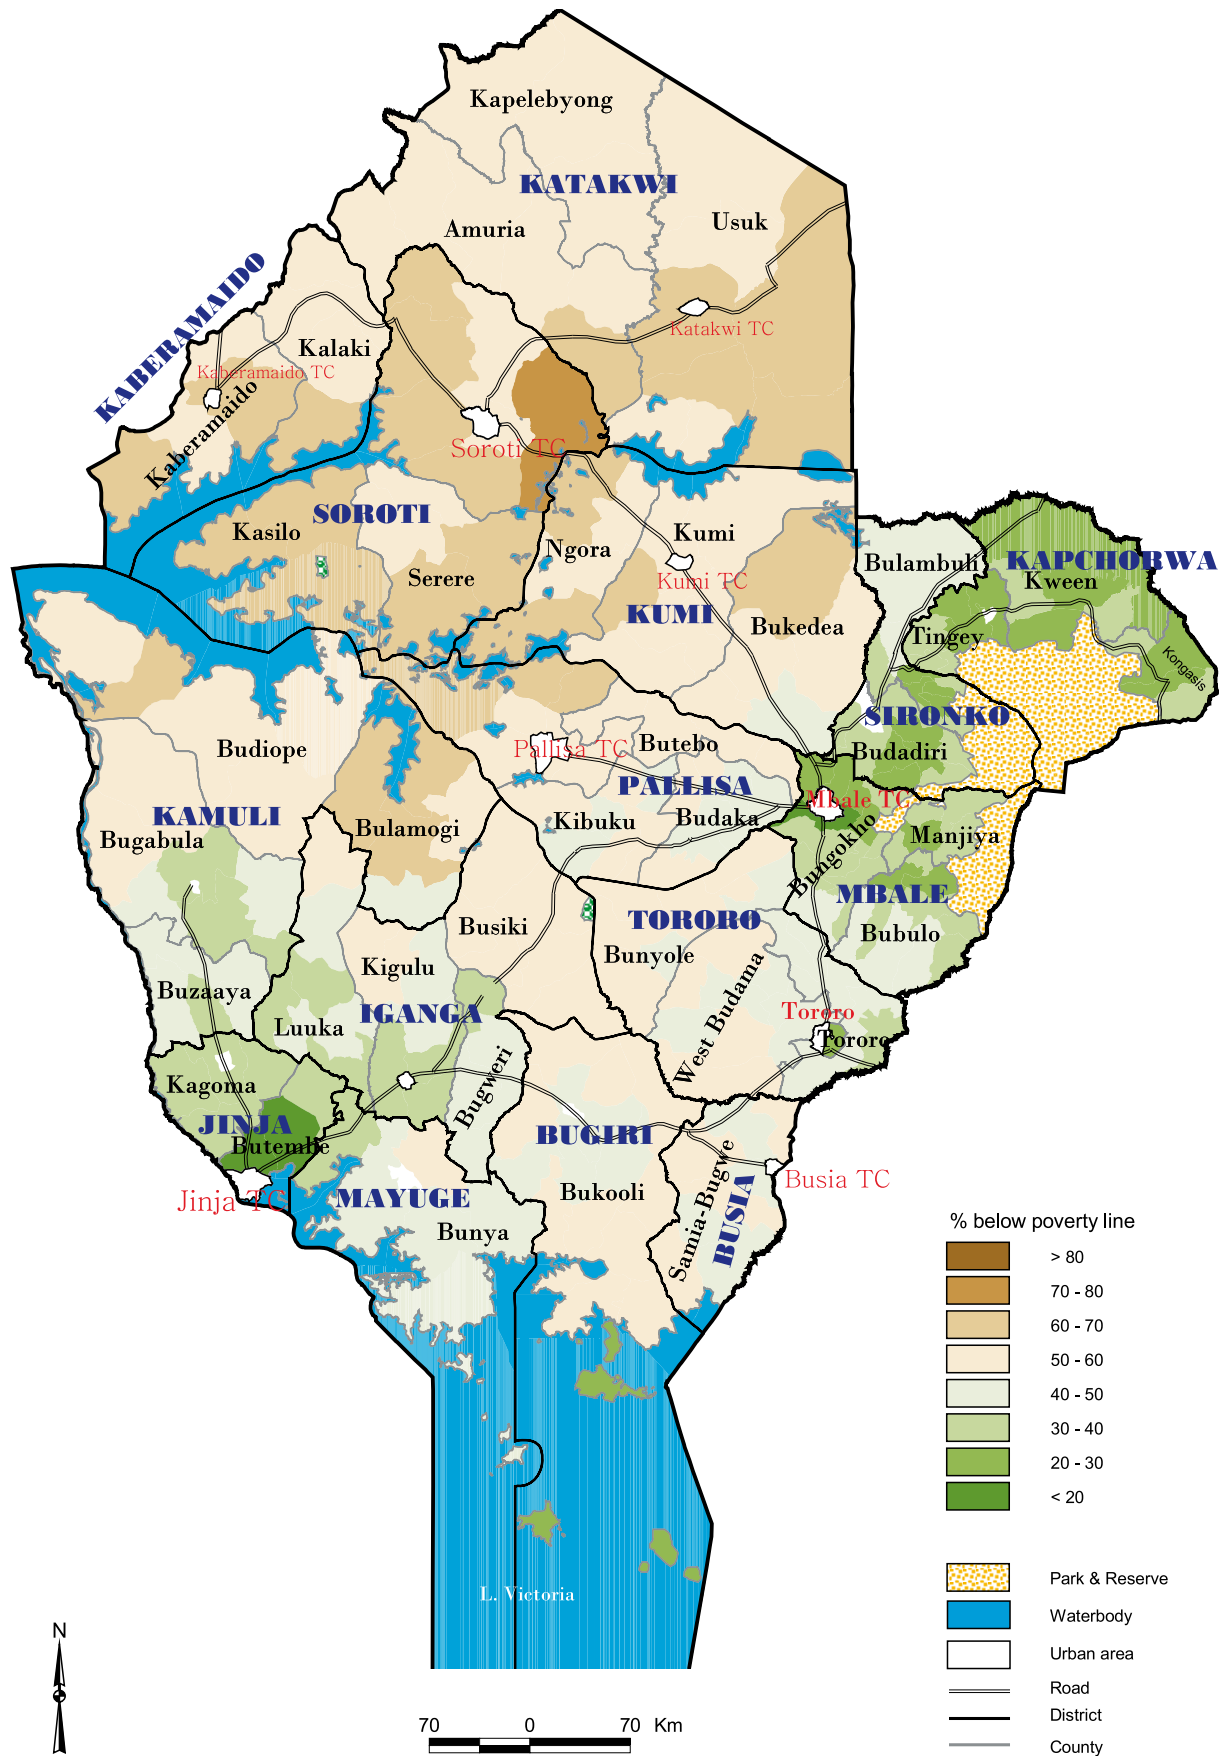 Kapelebyong
KATAKWI
Usuk
Amuria
KABERAMAIDO
Katakwi TC
Kalaki
Kaberamaido TC
Kaberamaido
Soroti TC
SOROTI
Kasilo
Kumi
Ngora
Bulambuli
KAPCHORWA
Kween
Serere
Kumi TC
KUMI
Bukedea
Tingey
Kongasis
SIRONKO
Budiope
Pallisa TC
Butebo
Budadiri
PALLISA
Mbale TC
KAMULI
Budaka
Kibuku
Bulamogi
Bugabula
Manjiya
Bungokho
MBALE
TORORO
Busiki
Bunyole
Bubulo
Kigulu
Buzaaya
West Budama
IGANGA
Tororo
Luuka
Tororo
Kagoma
Bugweri
JINJA
BUGIRI
Butembe
Samia-Bugwe
Busia TC
Jinja TC
MAYUGE
Bukooli
BUSIA
Bunya
% below poverty line
> 80
70 - 80
60 - 70
50 - 60
40 - 50
30 - 40
20 - 30
< 20
L. Victoria
Park & Reserve
Waterbody
Urban area
Road
District
County
N
70 0 70 Km